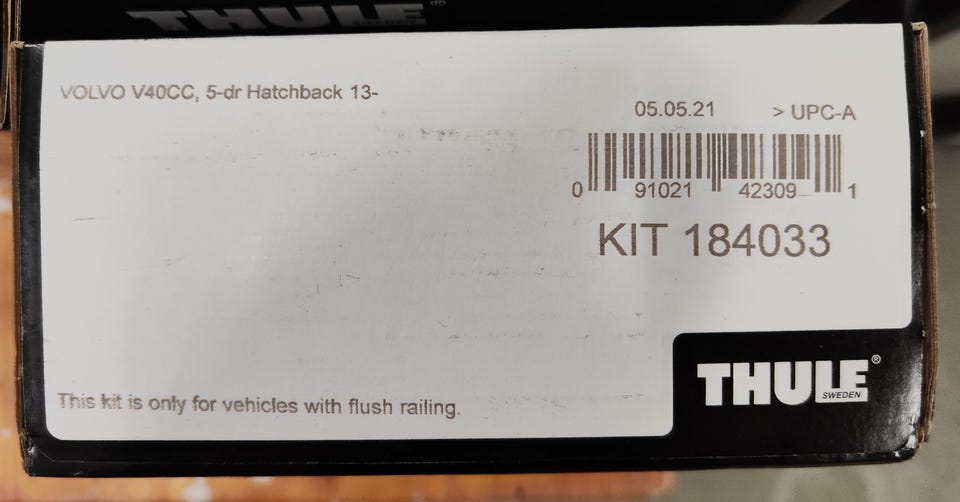 THULE®
VOLVO V40CC, 5-dr Hatchback 13-
05.05.21 > UPC-A
0 91021 42309 1
KIT 184033
THULE®
SWEDEN
This kit is only for vehicles with flush railing.